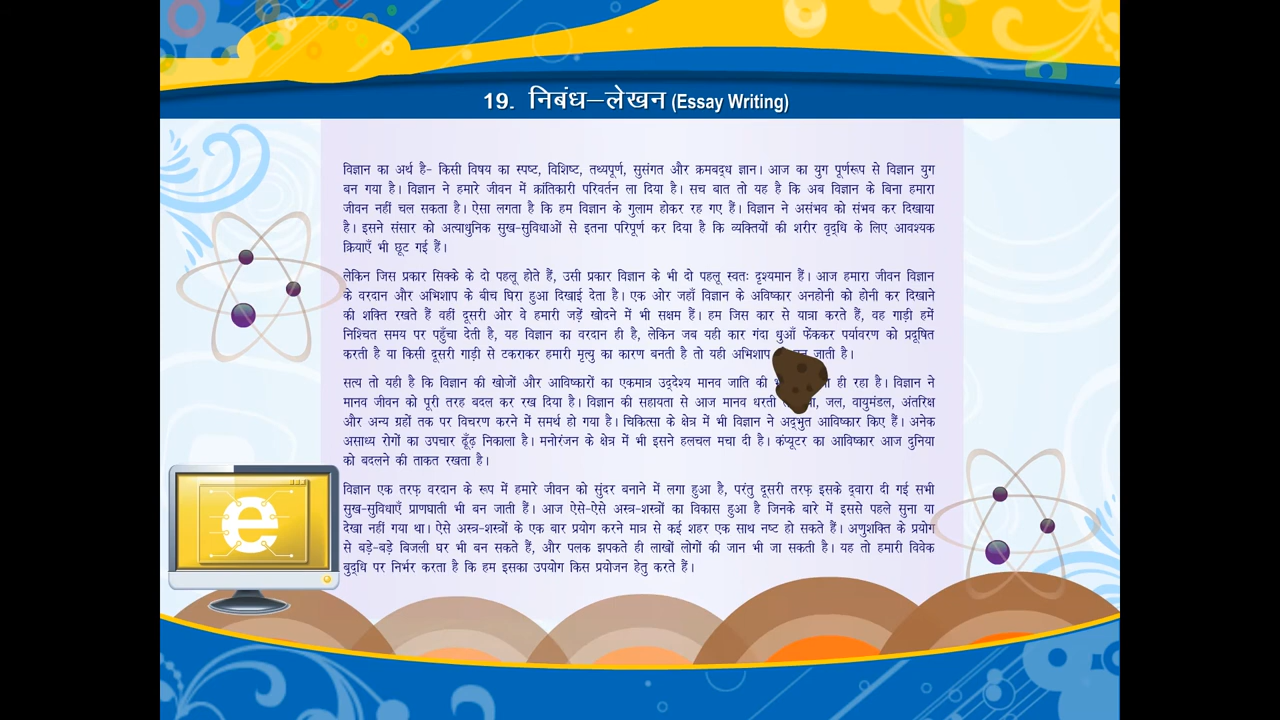 19. निबंध–लेखन (Essay Writing)
विज्ञान का अर्थ है- किसी विषय का स्पष्ट, विशिष्ट, तथ्यपूर्ण, सुसंगत और क्रमबद्ध ज्ञान। आज का युग पूर्णरूप से विज्ञान युग
बन गया है। विज्ञान ने हमारे जीवन में क्रांतिकारी परिवर्तन ला दिया है। सच बात तो यह है कि अब विज्ञान के बिना हमारा
जीवन नहीं चल सकता है। ऐसा लगता है कि हम विज्ञान के गुलाम होकर रह गए हैं। विज्ञान ने असंभव को संभव कर दिखाया
है। इसने संसार को अत्याधुनिक सुख-सुविधाओं से इतना परिपूर्ण कर दिया है कि व्यक्तियों की शरीर वृद्धि के लिए आवश्यक
क्रियाएँ भी छूट गई हैं।
लेकिन जिस प्रकार सिक्के के दो पहलू होते हैं, उसी प्रकार विज्ञान के भी दो पहलू स्वतः दृश्यमान हैं। आज हमारा जीवन विज्ञान
के वरदान और अभिशाप के बीच घिरा हुआ दिखाई देता है। एक ओर जहाँ विज्ञान के अविष्कार अनहोनी को होनी कर दिखाने
की शक्ति रखते हैं वहीं दूसरी ओर वे हमारी जड़ें खोदने में भी सक्षम हैं। हम जिस कार से यात्रा करते हैं, वह गाड़ी हमें
निश्चित समय पर पहुँचा देती है, यह विज्ञान का वरदान ही है, लेकिन जब यही कार गंदा धुआँ फेंककर पर्यावरण को प्रदूषित
करती है या किसी दूसरी गाड़ी से टकराकर हमारी मृत्यु का कारण बनती है तो यही अभिशाप जाती है।
सत्य तो यही है कि विज्ञान की खोजों और आविष्कारों का एकमात्र उद्देश्य मानव जाति की ही रहा है। विज्ञान ने
मानव जीवन को पूरी तरह बदल कर रख दिया है। विज्ञान की सहायता से आज मानव धरती जल, वायुमंडल, अंतरिक्ष
और अन्य ग्रहों तक पर विचरण करने में समर्थ हो गया है। चिकित्सा के क्षेत्र में भी विज्ञान ने अद्भुत आविष्कार किए हैं। अनेक
असाध्य रोगों का उपचार ढूँढ़ निकाला है। मनोरंजन के क्षेत्र में भी इसने हलचल मचा दी है। कंप्यूटर का आविष्कार आज दुनिया
को बदलने की ताकत रखता है।
विज्ञान एक तरफ़ वरदान के रूप में हमारे जीवन को सुंदर बनाने में लगा हुआ है, परंतु दूसरी तरफ़ इसके द्वारा दी गई सभी
सुख-सुविधाएँ प्राणघाती भी बन जाती हैं। आज ऐसे-ऐसे अस्त्र-शस्त्रों का विकास हुआ है जिनके बारे में इससे पहले सुना या
देखा नहीं गया था। ऐसे अस्त्र-शस्त्रों के एक बार प्रयोग करने मात्र से कई शहर एक साथ नष्ट हो सकते हैं। अणुशक्ति के प्रयोग
से बड़े-बड़े बिजली घर भी बन सकते हैं, और पलक झपकते ही लाखों लोगों की जान भी जा सकती है। यह तो हमारी विवेक
बुद्धि पर निर्भर करता है कि हम इसका उपयोग किस प्रयोजन हेतु करते हैं।
e